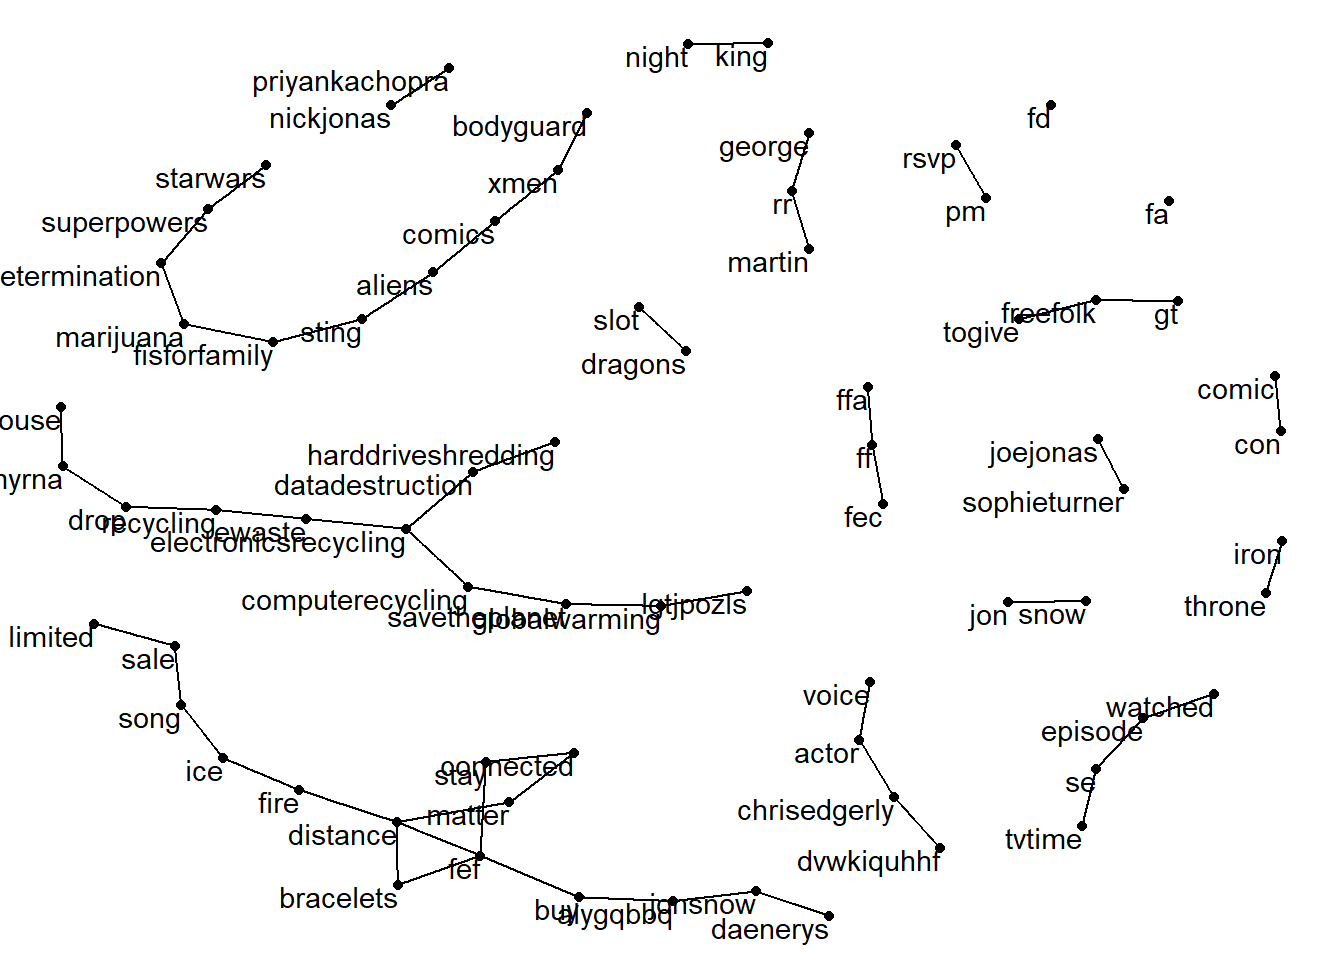 night king
priyankachopra
nickjonas
bodyguard
fd
george
rsvp
starwars
xmen
rr
pm
fa
superpowers
comics
martin
etermination
aliens
freefolk
gt
slot
togive
marijuana
sting
fisforfamily
dragons
comic
ffa
ouse
con
joejonas
harddriveshredding
ff
datadestruction
sophieturner
fec
drop
recycling
ewaste
electronicsrecycling
iron
computerecycling
savetheplanet
globalwarming
throne
jon snow
limited
sale
voice
song
watched
episode
actor
ice
connected
stay
se
fire
matter
chrisedgerly
distance
tvtime
fef
dvwkiquhhf
bracelets
buy
jonsnow
daenerys